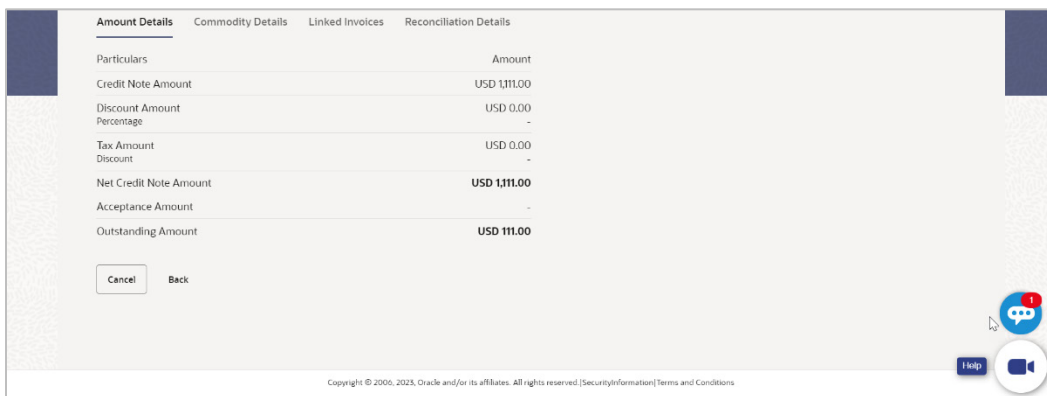 Amount Details Commodity Details Linked Invoices Reconciliation Details
Particulars Amount
Credit Note Amount USD 1,111.00
Discount Amount USD 0.00
Percentage -
Tax Amount USD 0.00
Discount -
Net Credit Note Amount USD 1,111.00
Acceptance Amount -
Outstanding Amount USD 111.00
Cancel Back
1
Help
Copyright © 2006, 2023, Oracle and/or its affiliates. All rights reserved.|SecurityInformation|Terms and Conditions